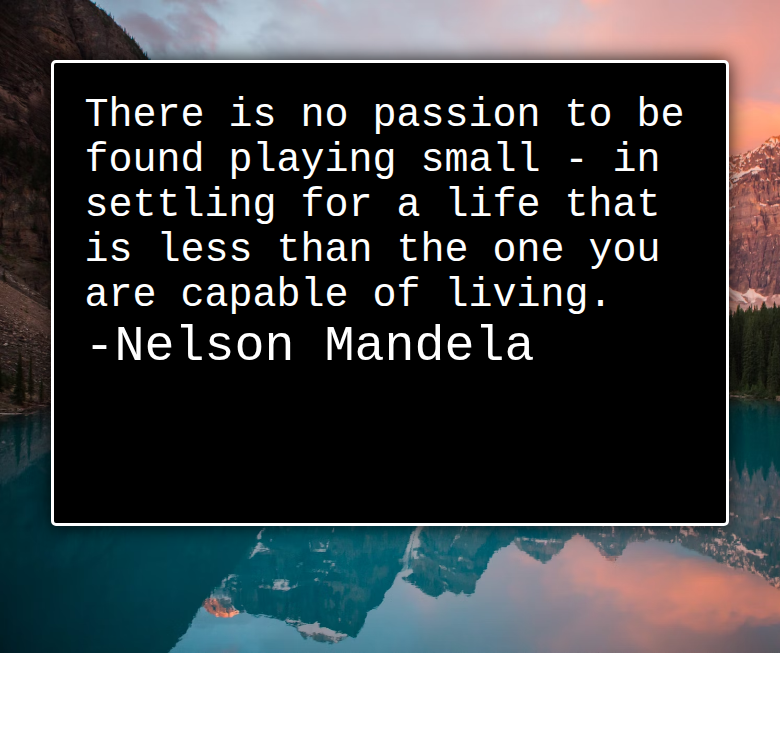 There is no passion to be
found playing small - in
settling for a life that
is less than the one you
are capable of living.
-Nelson Mandela